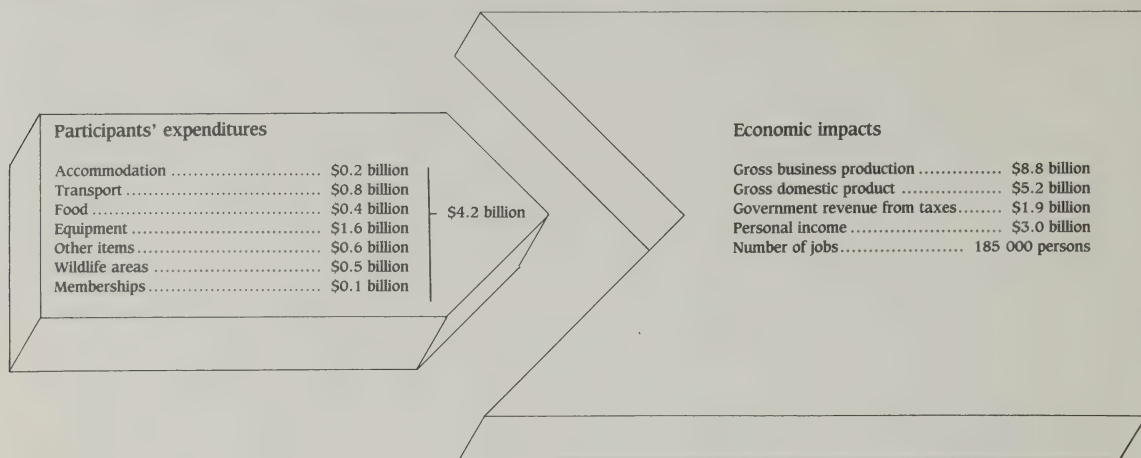 Participants' expenditures
Accommodation ................................ $0.2 billion
Transport ........................................ $0.8 billion
Food ............................................... $0.4 billion
Equipment ...................................... $1.6 billion
Other items ..................................... $0.6 billion
Wildlife areas .................................. $0.5 billion
Memberships ................................... $0.1 billion
$4.2 billion
Economic impacts
Gross business production ............... $8.8 billion
Gross domestic product .................. $5.2 billion
Government revenue from taxes........ $1.9 billion
Personal income ............................ $3.0 billion
Number of jobs...................... 185 000 persons